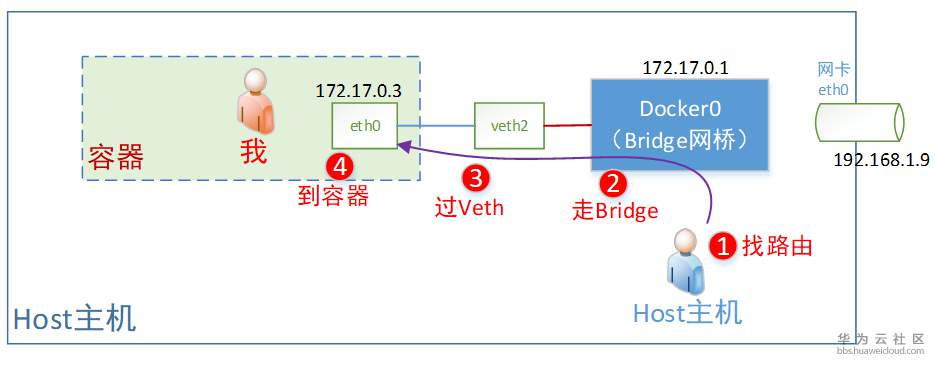 172.17.0.1
网卡
eth0
172.17.0.3
Docker0
(Bridge网桥)
eth0
veth2
我
容器
192.168.1.9
4
到容器
3
过Veth
2
走Bridge
1
找路由
Host主机
Host主机
华为云社区
bbs.huaweicloud.com